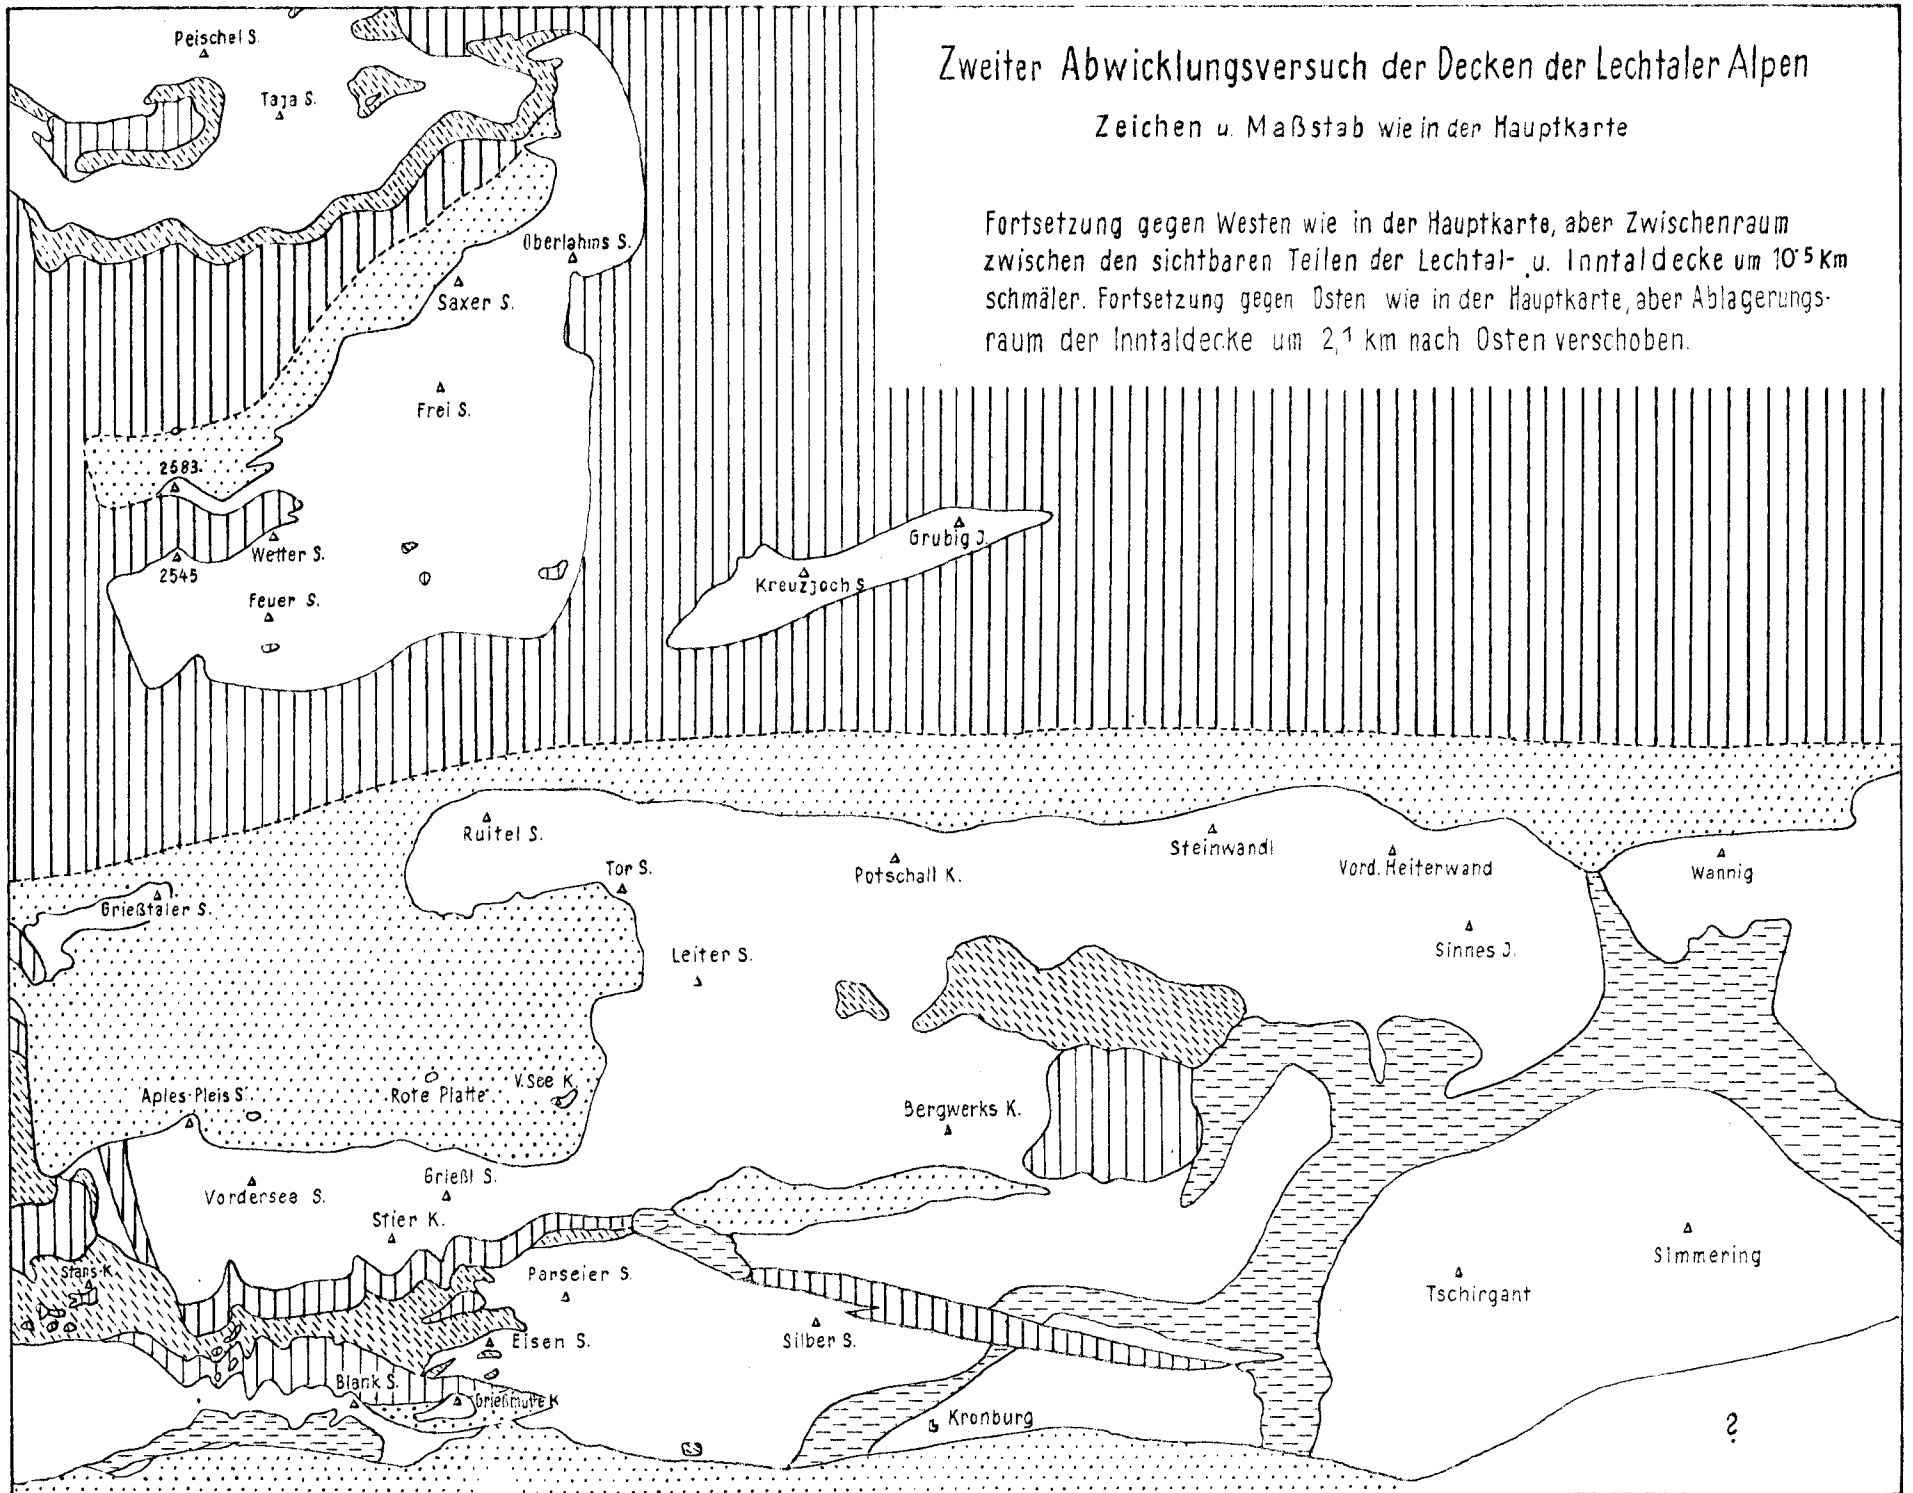 Zweiter Abwicklungsversuch der Decken der Lechtaler Alpen
Zeichen u. Maßstab wie in der Hauptkarte
Fortsetzung gegen Westen wie in der Hauptkarte, aber Zwischenraum
zwischen den sichtbaren Teilen der Lechtal- u. Inntaldecke um 10·5 Km
schmäler. Fortsetzung gegen Osten wie in der Hauptkarte, aber Ablagerungs-
raum der Inntaldecke um 2,1 km nach Osten verschoben.
Peischel S.
Taja S.
Oberlahms S.
Saxer S.
Frei S.
2583.
Wetter S.
2545
Feuer S.
Grubig J.
Kreuzjoch S
Ruitel S.
Tor S.
Potschall K.
Steinwandl
Vord. Heiterwand
Wannig
Grießtaler S.
Leiter S.
Sinnes J.
Aples-Pleis S.
Rote Platte
V. See K.
Bergwerks K.
Vordersee S.
Grießl S.
Stier K.
Simmering
Stans-K.
Parseier S.
Tschirgant
Eisen S.
Silber S.
Blank S.
Grießmutte K
Kronburg
?